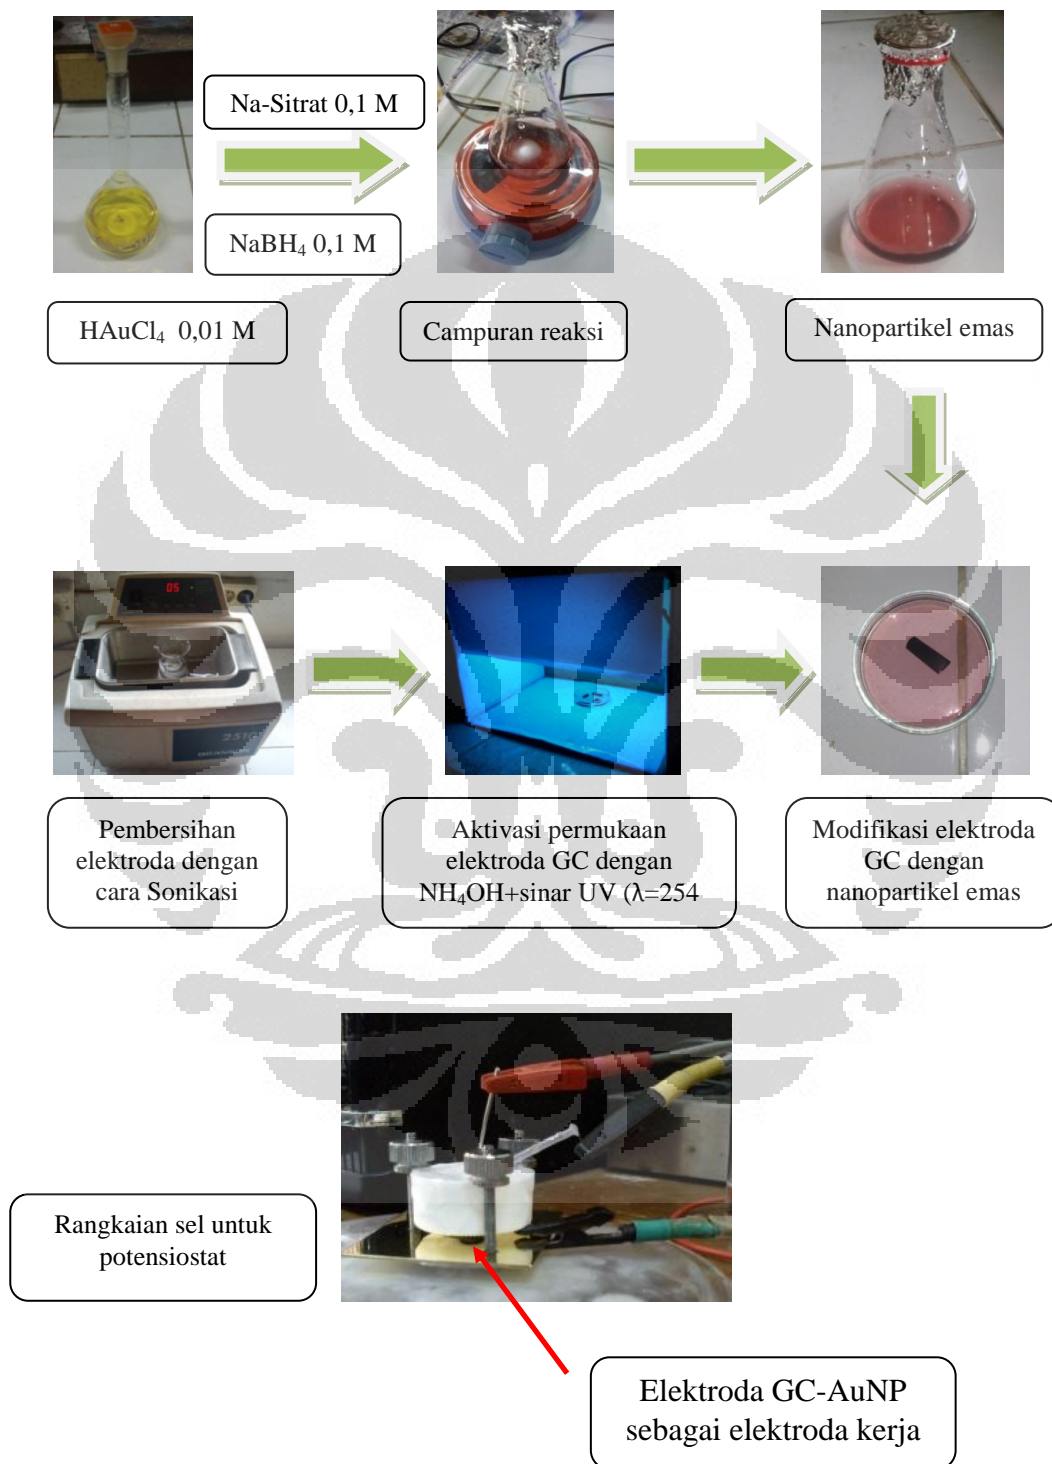 Na-Sitrat 0,1 M
NaBH₄ 0,1 M
HAuCl₄ 0,01 M
Campuran reaksi
Nanopartikel emas
05
Pembersihan
elektroda dengan
cara Sonikasi
Aktivasi permukaan
elektroda GC dengan
NH₄OH+sinar UV (λ=254
Modifikasi elektroda
GC dengan
nanopartikel emas
Rangkaian sel untuk
potensiostat
Elektroda GC-AuNP
sebagai elektroda kerja